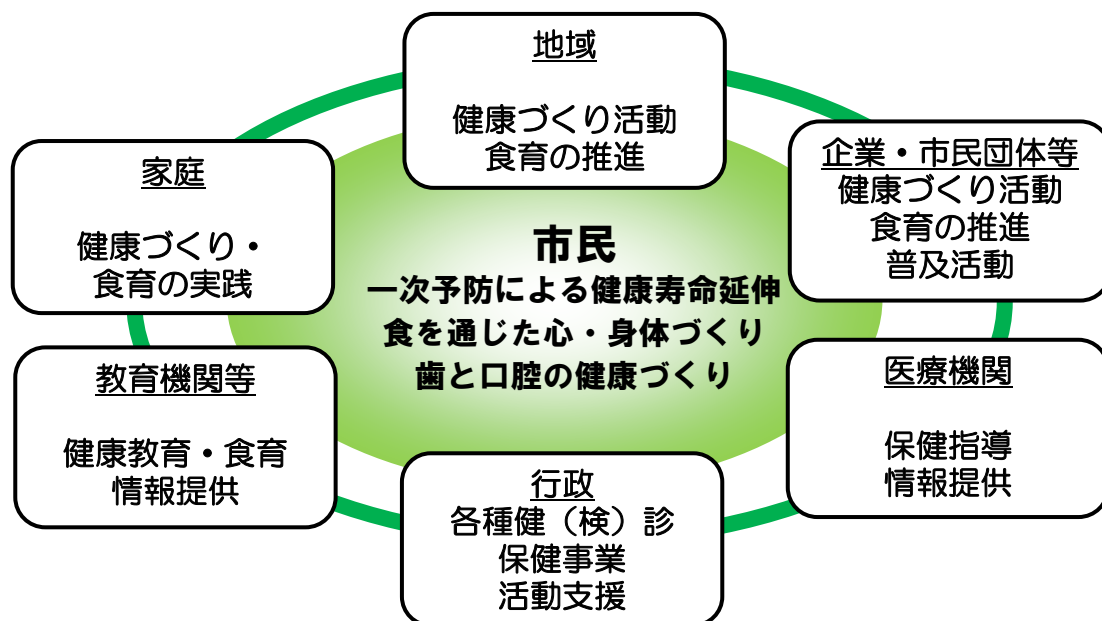 地域
健康づくり活動
食育の推進
企業・市民団体等
健康づくり活動
食育の推進
普及活動
家庭
健康づくり・
食育の実践
市民
一次予防による健康寿命延伸
食を通じた心・身体づくり
歯と口腔の健康づくり
教育機関等
健康教育・食育
情報提供
医療機関
保健指導
情報提供
行政
各種健（検）診
保健事業
活動支援